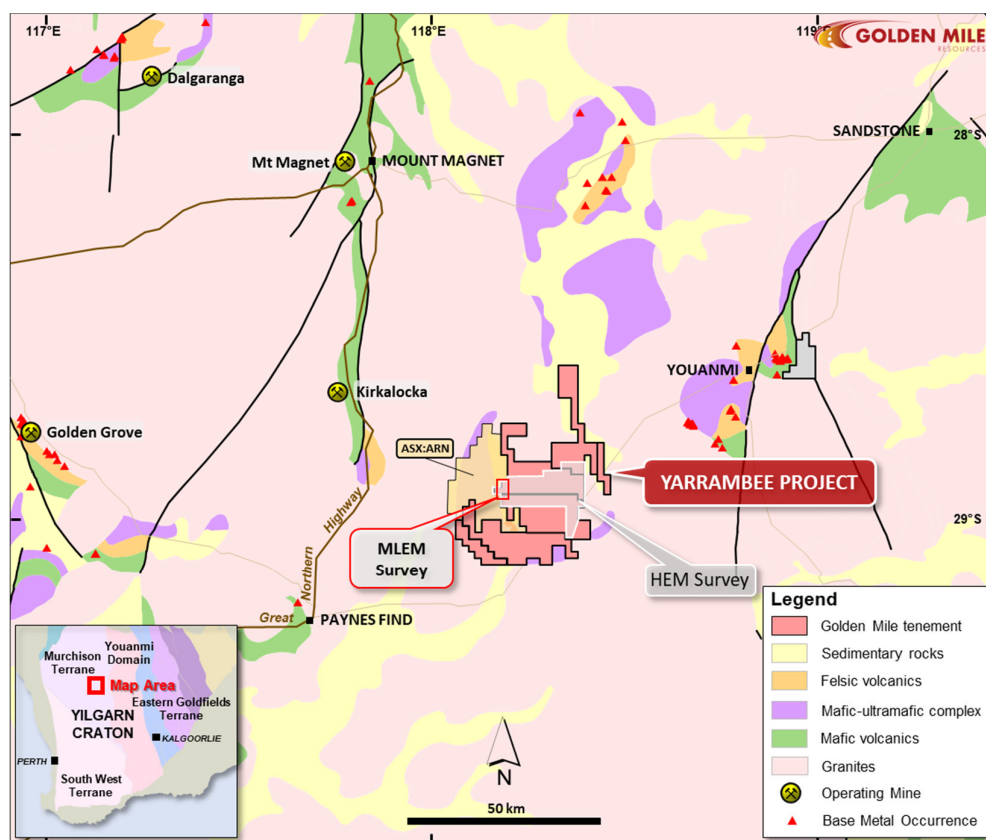 117°E
118°E
119°E
GOLDEN MILE
RESOURCES
Dalgaranga
SANDSTONE
28°S
Mt Magnet
MOUNT MAGNET
YOUANMI
Kirkalocka
Golden Grove
ASX:ARN
YARRAMBEE PROJECT
29°S
MLEM
Survey
HEM Survey
Great Northern Highway
PAYNES FIND
Legend
Golden Mile tenement
Sedimentary rocks
Felsic volcanics
Mafic-ultramafic complex
Mafic volcanics
Granites
Operating Mine
Base Metal Occurrence
Murchison
Terrane
Youanmi
Domain
Map Area
Eastern Goldfields
Terrane
YILGARN
CRATON
KALGOORLIE
PERTH
South West
Terrane
N
50 km